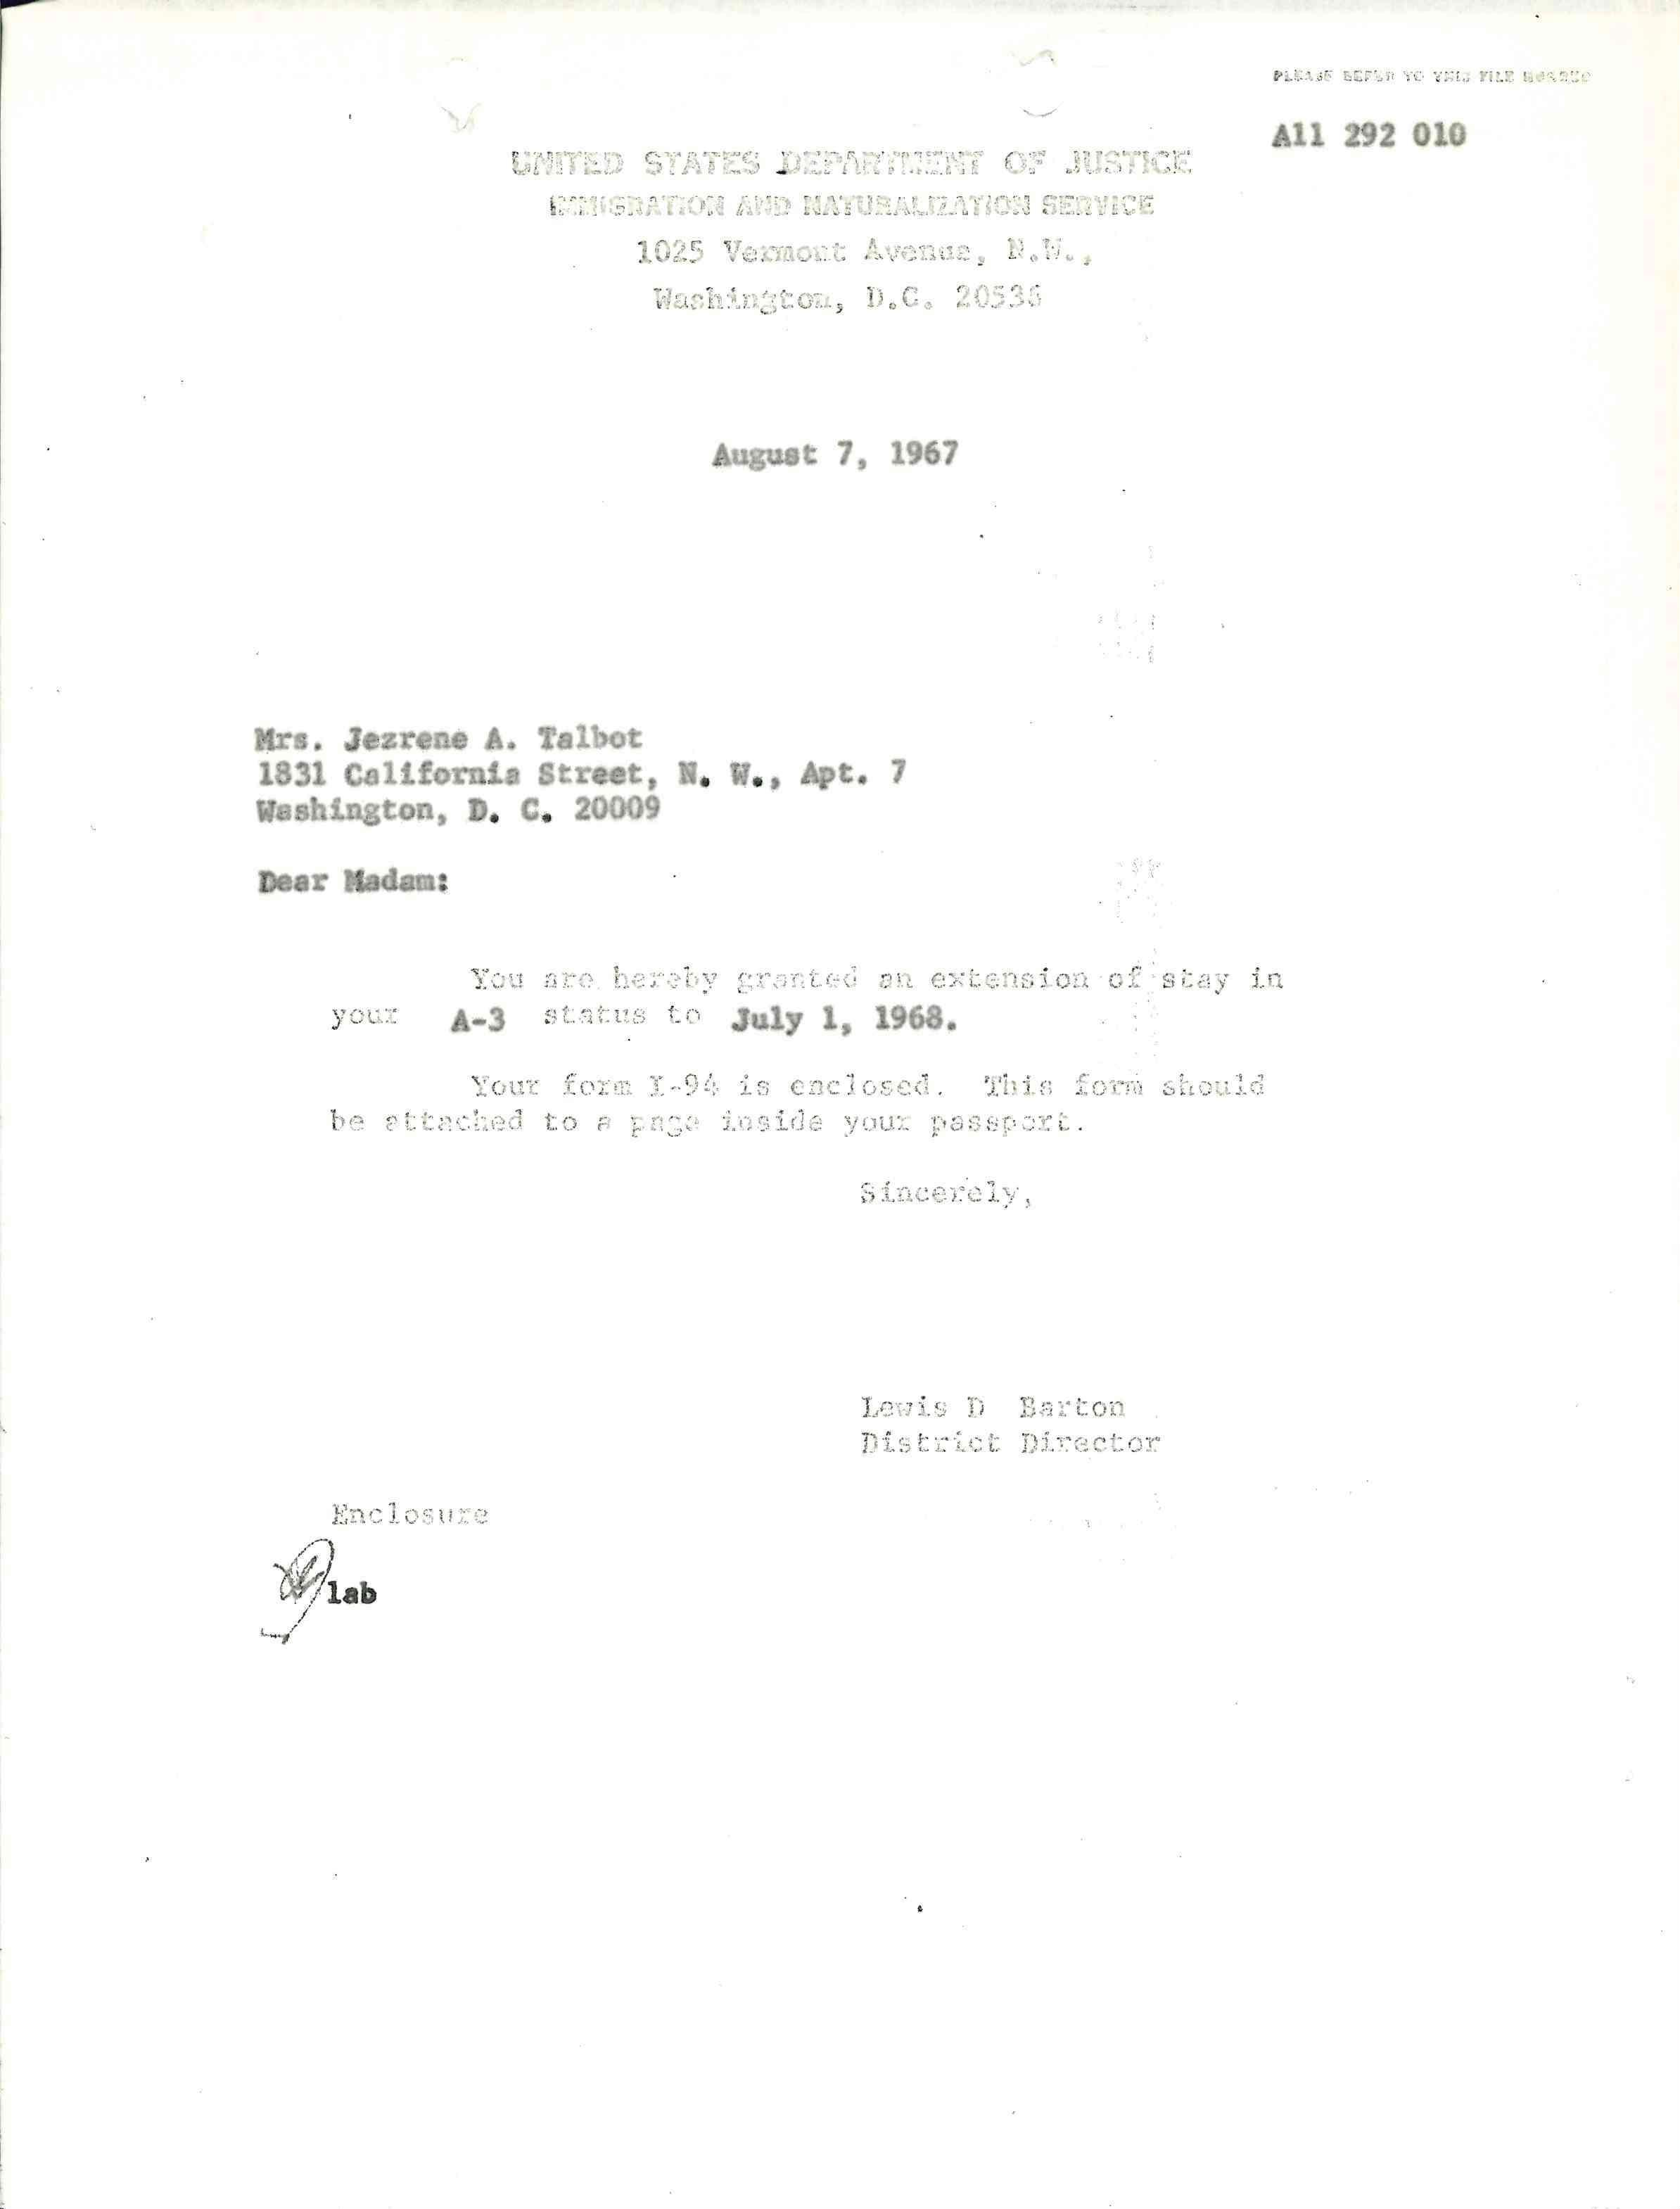 PLEASE REFER TO THIS FILE NUMBER
A11 292 010
UNITED STATES DEPARTMENT OF JUSTICE
IMMIGRATION AND NATURALIZATION SERVICE
1025 Vermont Avenue, N.W.,
Washington, D.C. 20536
August 7, 1967
Mrs. Jezrene A. Talbot
1831 California Street, N. W., Apt. 7
Washington, D. C. 20009
Dear Madam:
You are hereby granted an extension of stay in
your A-3 status to July 1, 1968.
Your form I-94 is enclosed. This form should
be attached to a page inside your passport.
Sincerely,
Lewis D Barton
District Director
Enclosure
lab